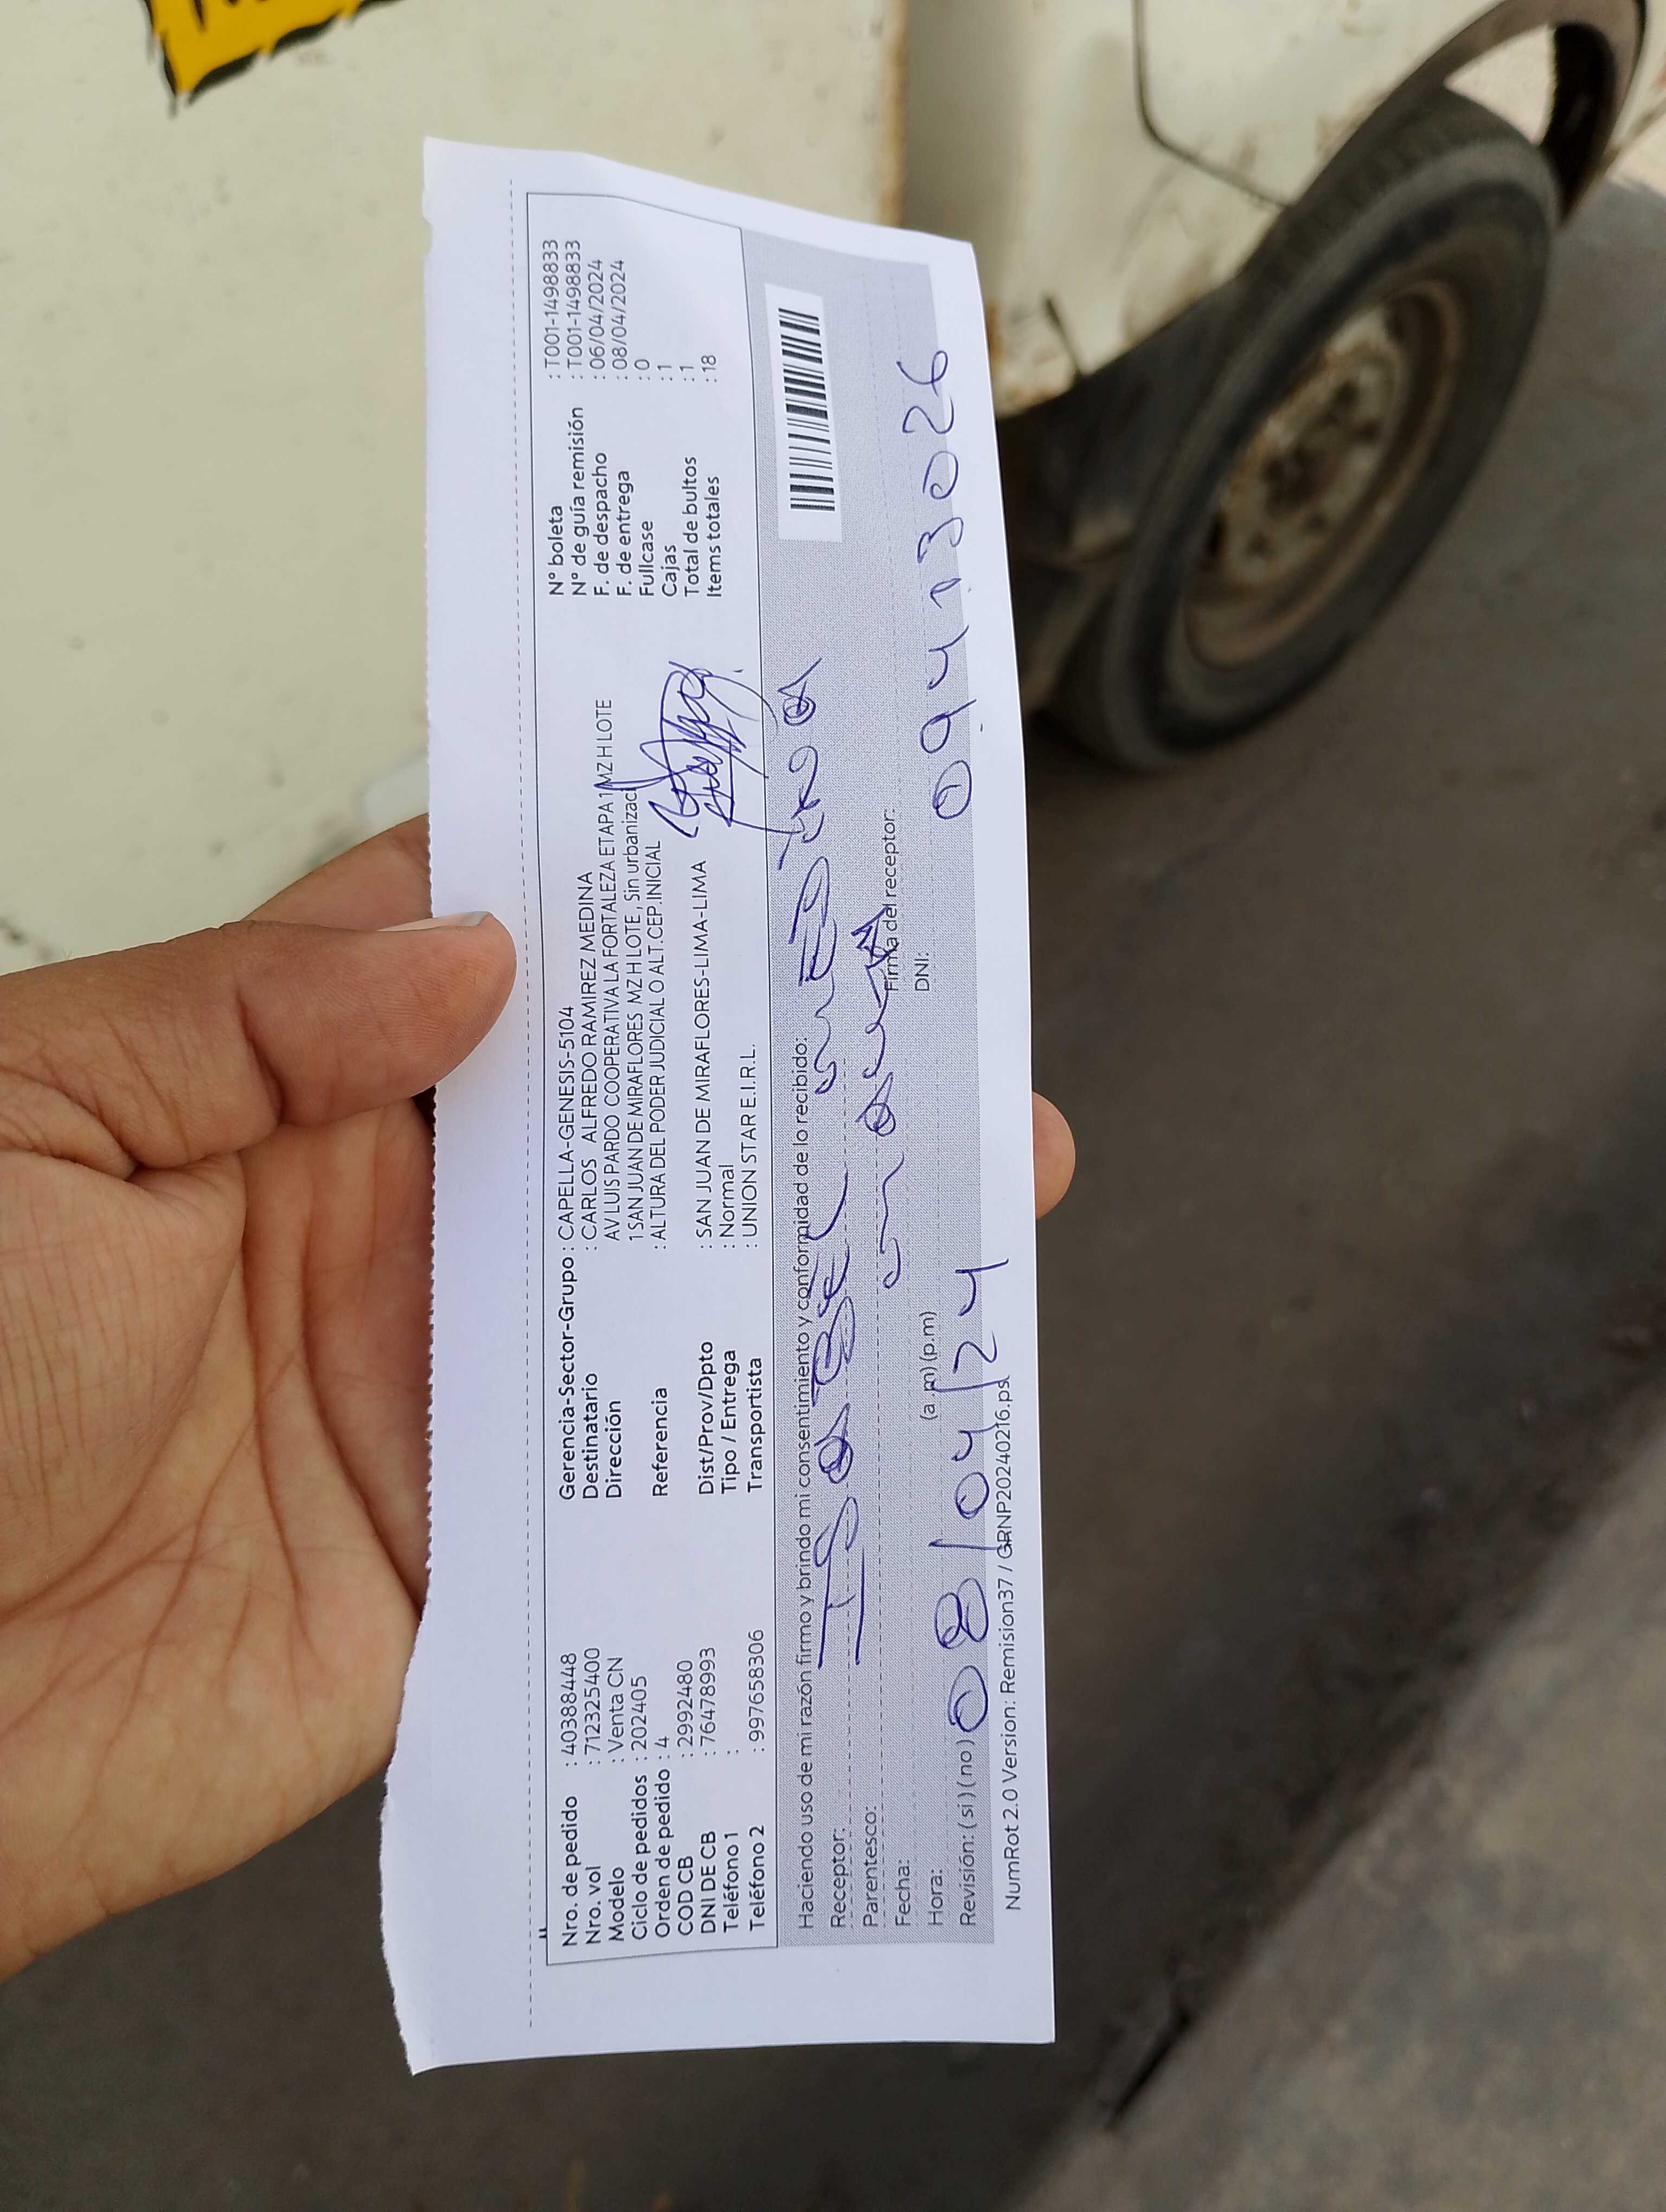 Nro. de pedido : 40388448
Nro. vol : 712325400
Modelo : Venta CN
Ciclo de pedidos : 202405
Orden de pedido : 4
COD CB : 2992480
DNI DE CB : 76478993
Teléfono 1 :
Teléfono 2 : 997658306
Gerencia-Sector-Grupo : CAPELLA-GENESIS-5104
Destinatario : CARLOS ALFREDO RAMIREZ MEDINA
Dirección AV LUIS PARDO COOPERATIVA LA FORTALEZA ETAPA 1 MZ H LOTE
1 SAN JUAN DE MIRAFLORES MZ H LOTE, Sin urbanizac
Referencia : ALTURA DEL PODER JUDICIAL O ALT.CEP.INICIAL
Dist/Prov/Dpto : SAN JUAN DE MIRAFLORES-LIMA-LIMA
Tipo / Entrega : Normal
Transportista : UNION STAR E.I.R.L.
N° boleta : T001-1498833
N° de guía remisión : T001-1498833
F. de despacho : 06/04/2024
F. de entrega : 08/04/2024
Fullcase : 0
Cajas : 1
Total de bultos : 1
Items totales : 18
Haciendo uso de mi razón firmo y brindo mi consentimiento y conformidad de lo recibido:
Receptor: ISABEL
Parentesco:
Fecha:
Firma del receptor:
Hora: (a.m) (p.m)
DNI: 09413026
Revisión: (si) (no) 08/04/24
NumRot 2.0 Version: Remision37 / GRNP20240216.ps